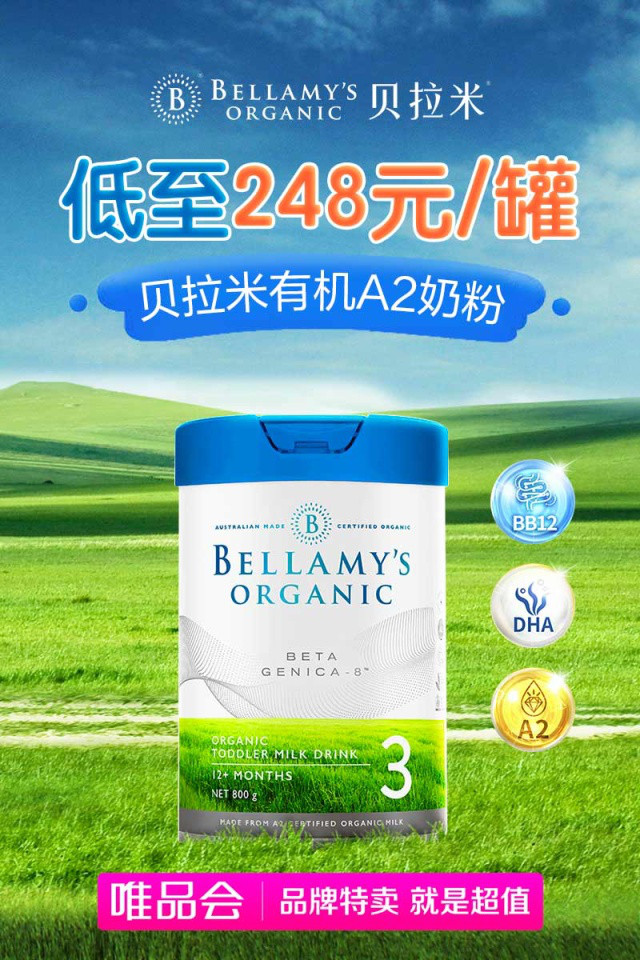 BELLAMY'S
ORGANIC
贝拉米
低至248元/罐
贝拉米有机A2奶粉
AUSTRALIAN MADE B CERTIFIED ORGANIC
BELLAMY'S
ORGANIC
BETA
GENICA-8™
ORGANIC
TODDLER MILK DRINK
12+ MONTHS
NET 800 g
3
MADE FROM A2 CERTIFIED ORGANIC MILK
BB12
DHA
A2
唯品会 品牌特卖 就是超值